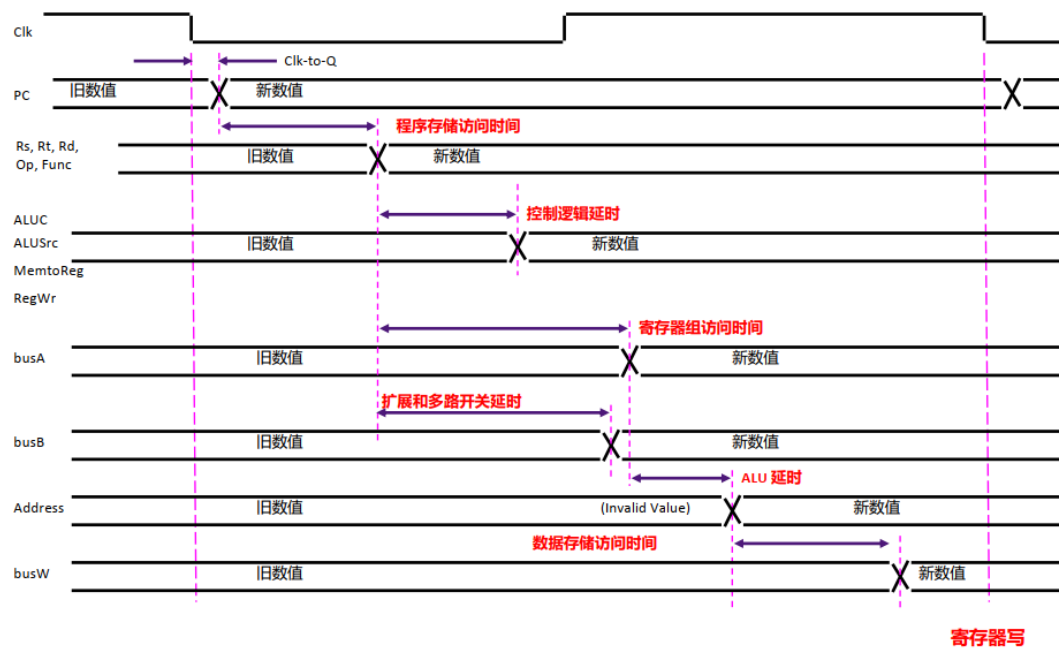 Clk
Clk-to-Q
PC
旧数值
新数值
程序存储访问时间
Rs, Rt, Rd,
Op, Func
旧数值
新数值
控制逻辑延时
ALUC
ALUSrc
旧数值
新数值
MemtoReg
RegWr
寄存器组访问时间
busA
旧数值
新数值
扩展和多路开关延时
busB
旧数值
新数值
ALU 延时
Address
旧数值
(Invalid Value)
新数值
数据存储访问时间
busW
旧数值
新数值
寄存器写